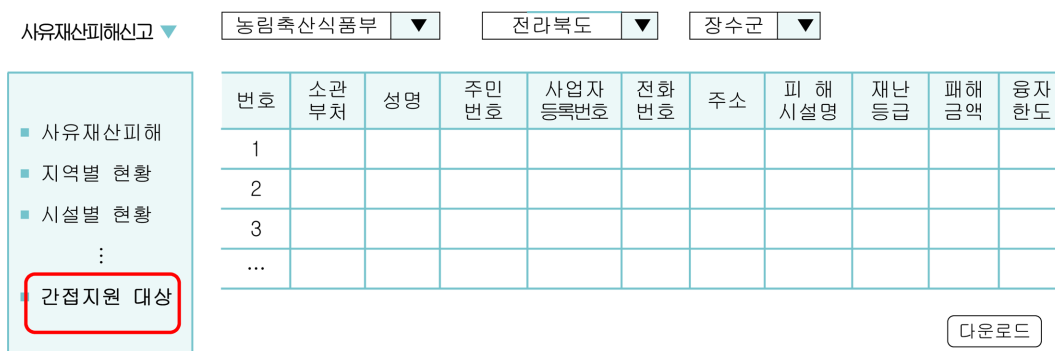 사유재산피해신고 ▼ 농림축산식품부 ▼ 전라북도 ▼ 장수군 ▼
사유재산피해
지역별 현황
시설별 현황
⋮
간접지원 대상
번호 소관 부처 성명 주민 번호 사업자 등록번호 전화 번호 주소 피 해 시설명 재난 등급 패해 금액 융자 한도
1
2
3
…
다운로드